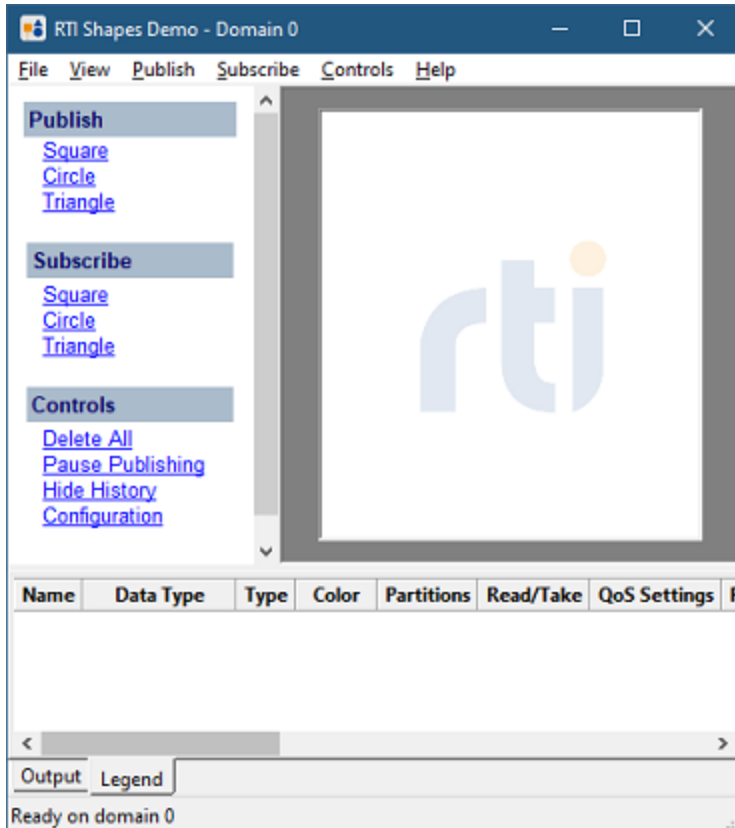 RTI Shapes Demo - Domain 0
File View Publish Subscribe Controls Help
Publish
Square
Circle
Triangle
Subscribe
Square
Circle
Triangle
Controls
Delete All
Pause Publishing
Hide History
Configuration
rti
Name Data Type Type Color Partitions Read/Take QoS Settings
Output Legend
Ready on domain 0